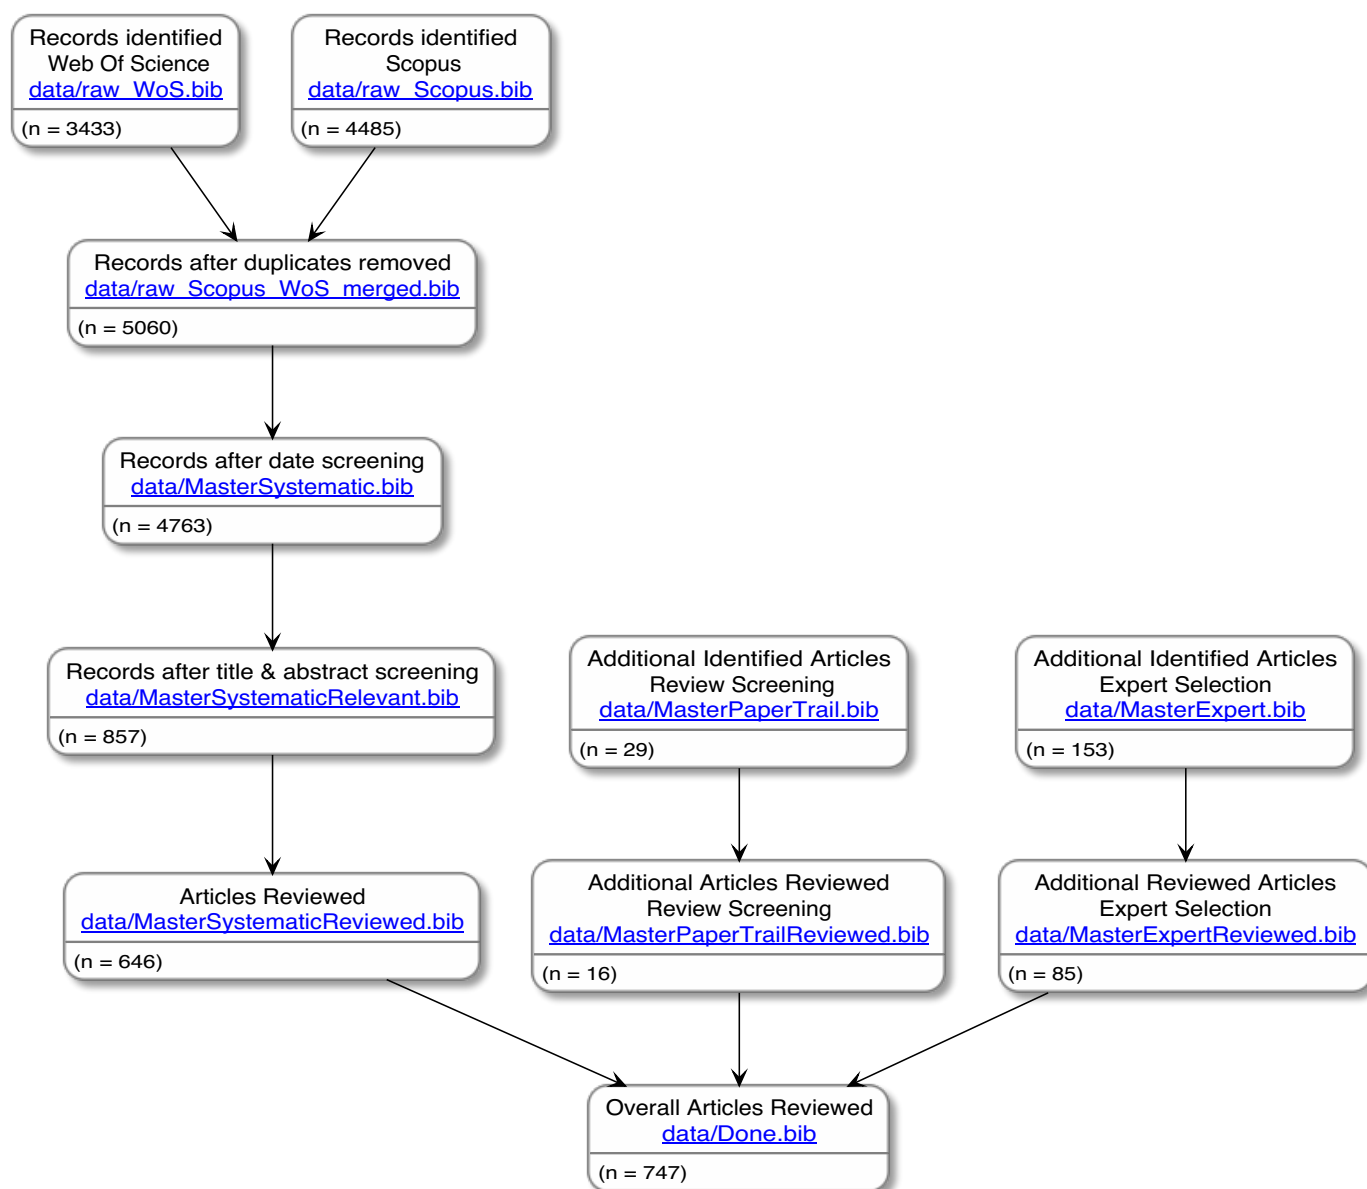 Records identified
Web Of Science
data/raw_WoS.bib
(n = 3433)
Records identified
Scopus
data/raw_Scopus.bib
(n = 4485)
Records after duplicates removed
data/raw_Scopus_WoS_merged.bib
(n = 5060)
Records after date screening
data/MasterSystematic.bib
(n = 4763)
Records after title & abstract screening
data/MasterSystematicRelevant.bib
(n = 857)
Additional Identified Articles
Review Screening
data/MasterPaperTrail.bib
(n = 29)
Additional Identified Articles
Expert Selection
data/MasterExpert.bib
(n = 153)
Articles Reviewed
data/MasterSystematicReviewed.bib
(n = 646)
Additional Articles Reviewed
Review Screening
data/MasterPaperTrailReviewed.bib
(n = 16)
Additional Reviewed Articles
Expert Selection
data/MasterExpertReviewed.bib
(n = 85)
Overall Articles Reviewed
data/Done.bib
(n = 747)